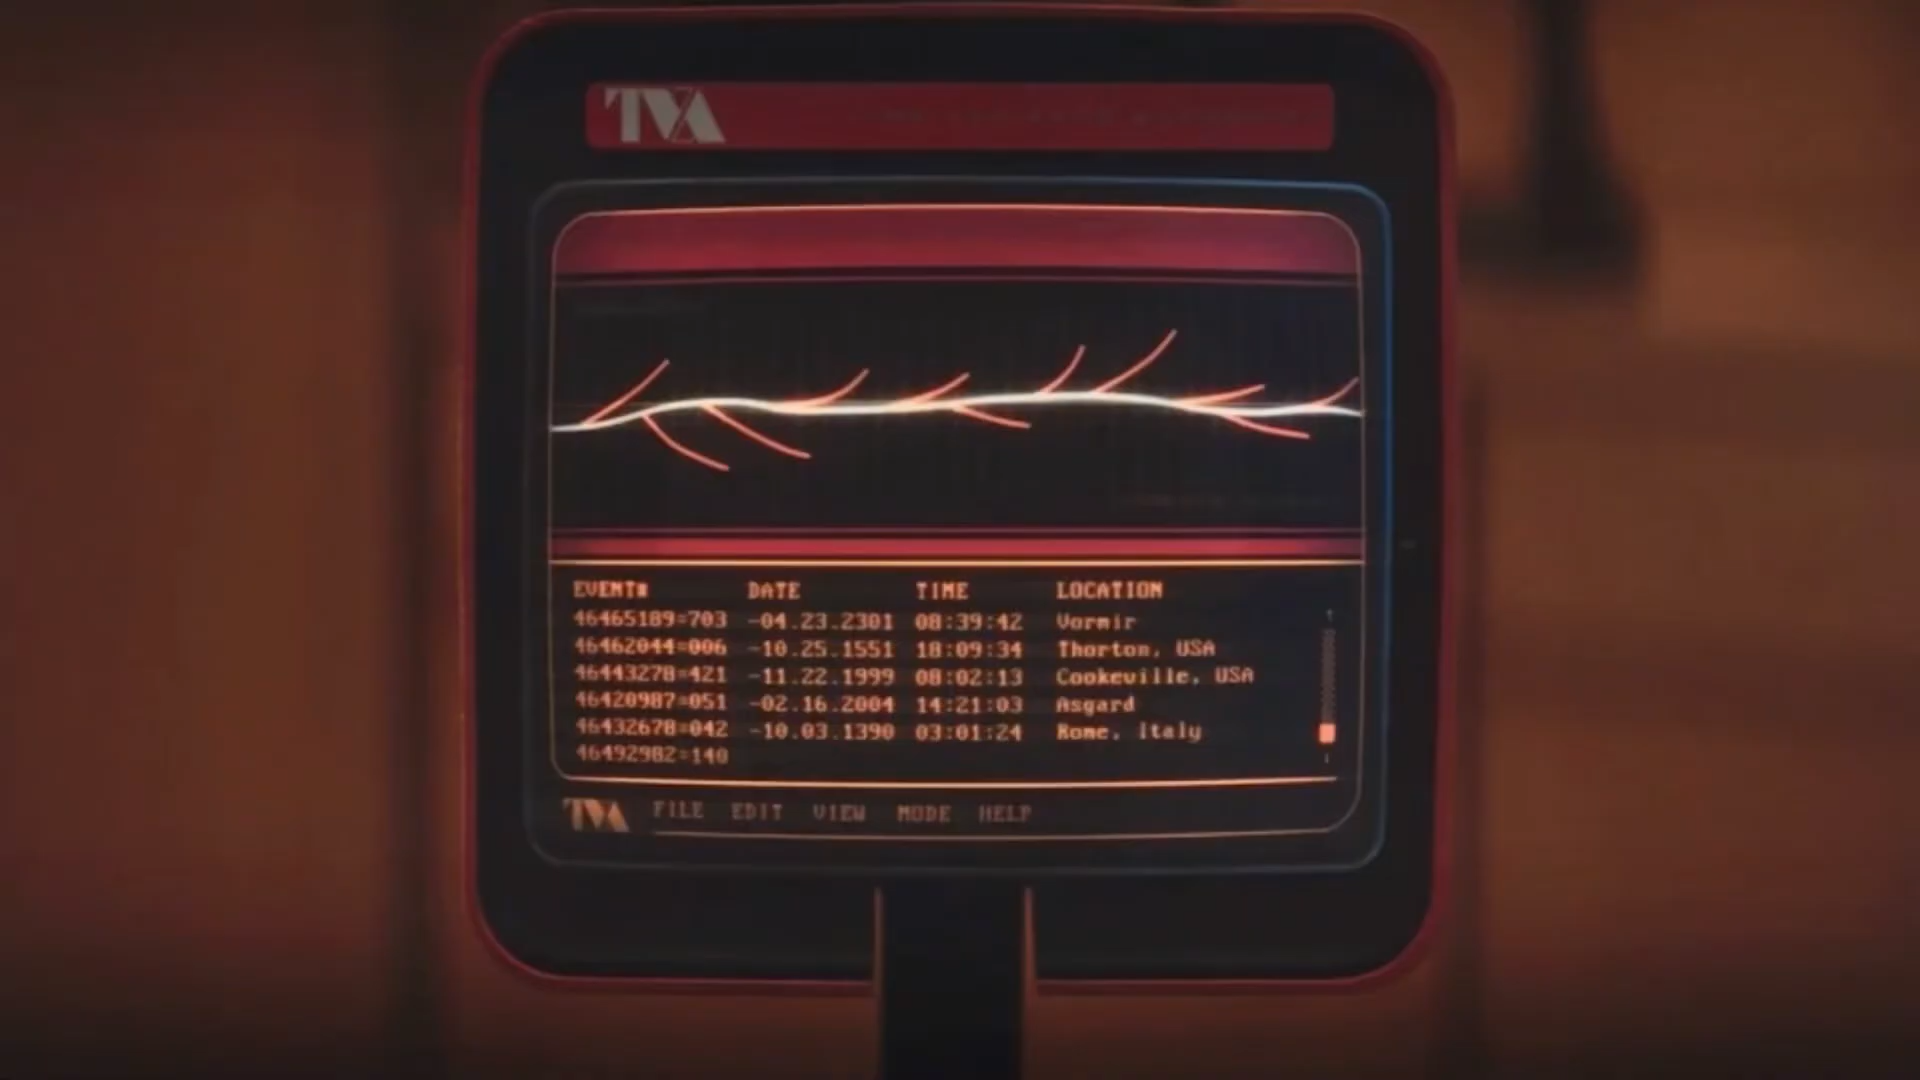 TVA
EVENT# DATE TIME LOCATION
46465189=703 -04.23.2301 08:39:42 Vormir
46462044=006 -10.25.1551 18:09:34 Thorton, USA
46443278=421 -11.22.1999 08:02:13 Cookeville, USA
46420987=051 -02.16.2004 14:21:03 Asgard
46432678=042 -10.03.1390 03:01:24 Rome, Italy
46492982=140
TVA FILE EDIT VIEW MODE HELP